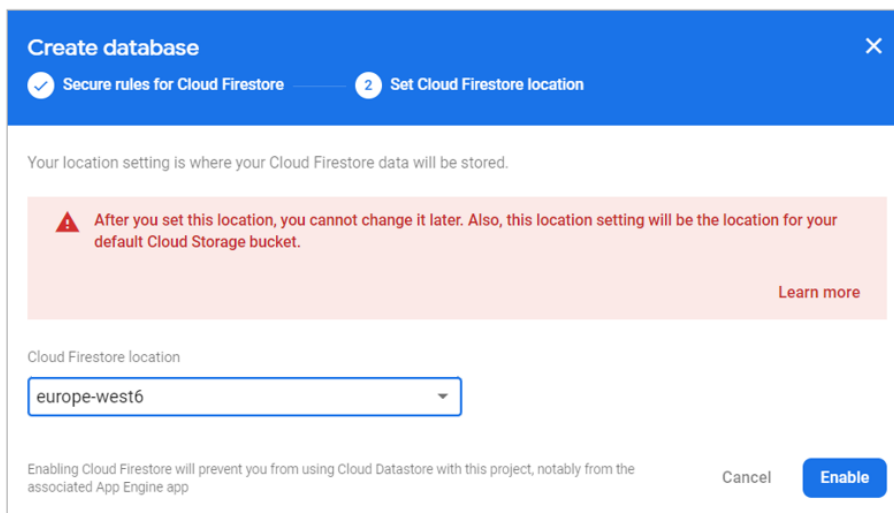 Create database
Secure rules for Cloud Firestore
2 Set Cloud Firestore location
Your location setting is where your Cloud Firestore data will be stored.
After you set this location, you cannot change it later. Also, this location setting will be the location for your
default Cloud Storage bucket.
Learn more
Cloud Firestore location
europe-west6
Enabling Cloud Firestore will prevent you from using Cloud Datastore with this project, notably from the
associated App Engine app
Cancel
Enable